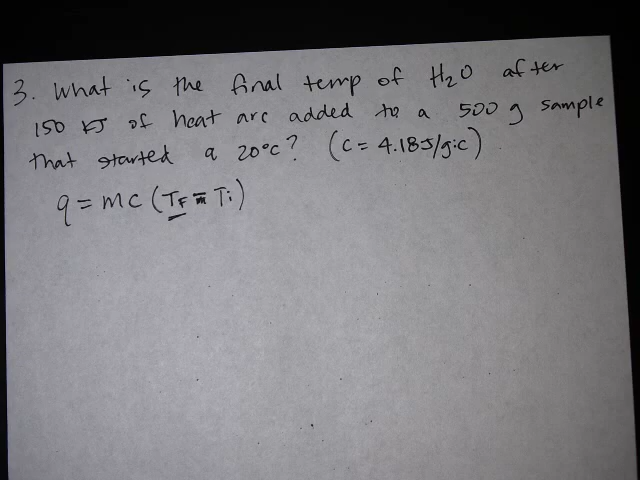 3. What is the final temp of H2O after
150 kJ of heat are added to a 500 g sample
that started a 20°C? (C = 4.18J/g·c)
q = mc (TF = Ti)